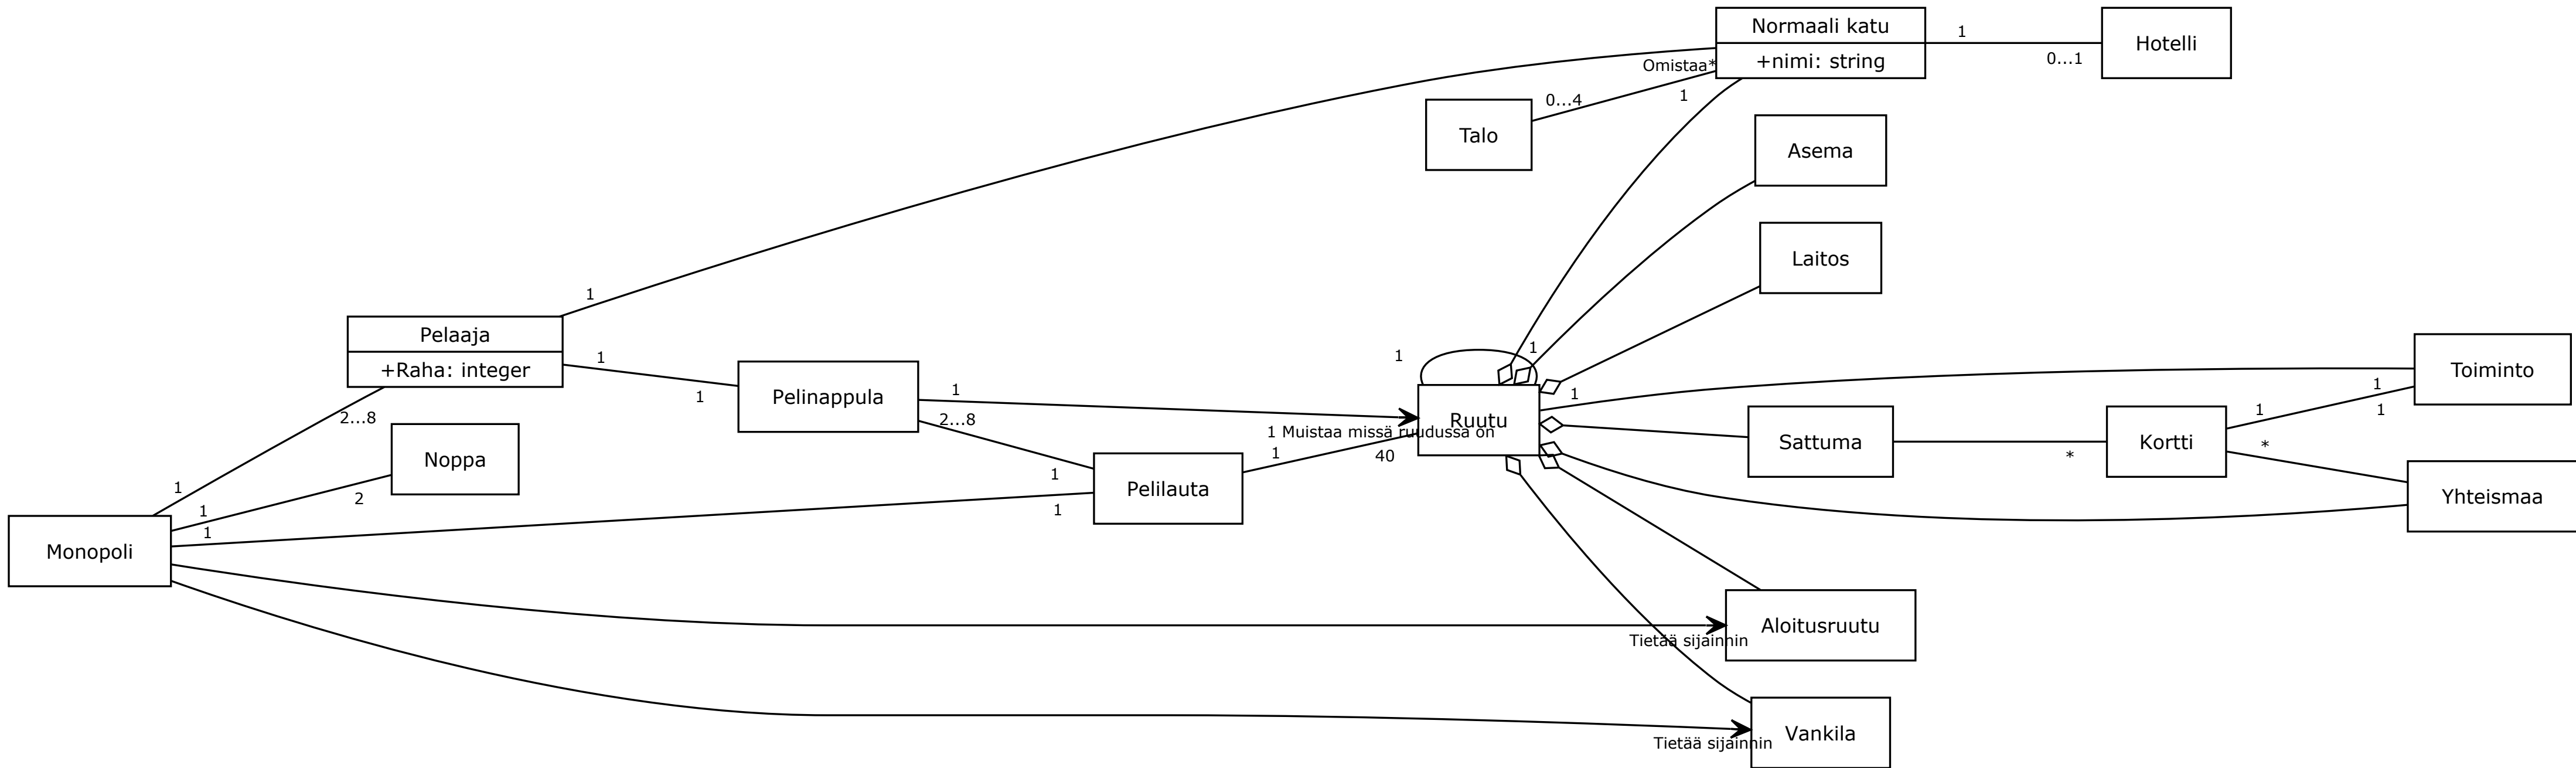 Normaali katu
+nimi: string
1
0...1
Hotelli
Omistaa*
0...4
1
Talo
Asema
Laitos
1
Pelaaja
+Raha: integer
1
1
2...8
Pelinappula
1
2...8
1
1
1
Ruutu
1 Muistaa missä ruudussa on
1
40
Toiminto
1
1
Sattuma
*
Kortti
1
*
Yhteismaa
Noppa
1
1
2
1
1
1
Pelilauta
Monopoli
Aloitusruutu
Tietää sijainnin
Vankila
Tietää sijainnin